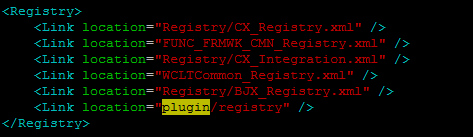 <Registry>
<Link location="Registry/CX_Registry.xml" />
<Link location="FUNC_FRMWK_CMN_Registry.xml" />
<Link location="Registry/CX_Integration.xml" />
<Link location="WCLTCommon_Registry.xml" />
<Link location="Registry/BJX_Registry.xml" />
<Link location="plugin/registry" />
</Registry>